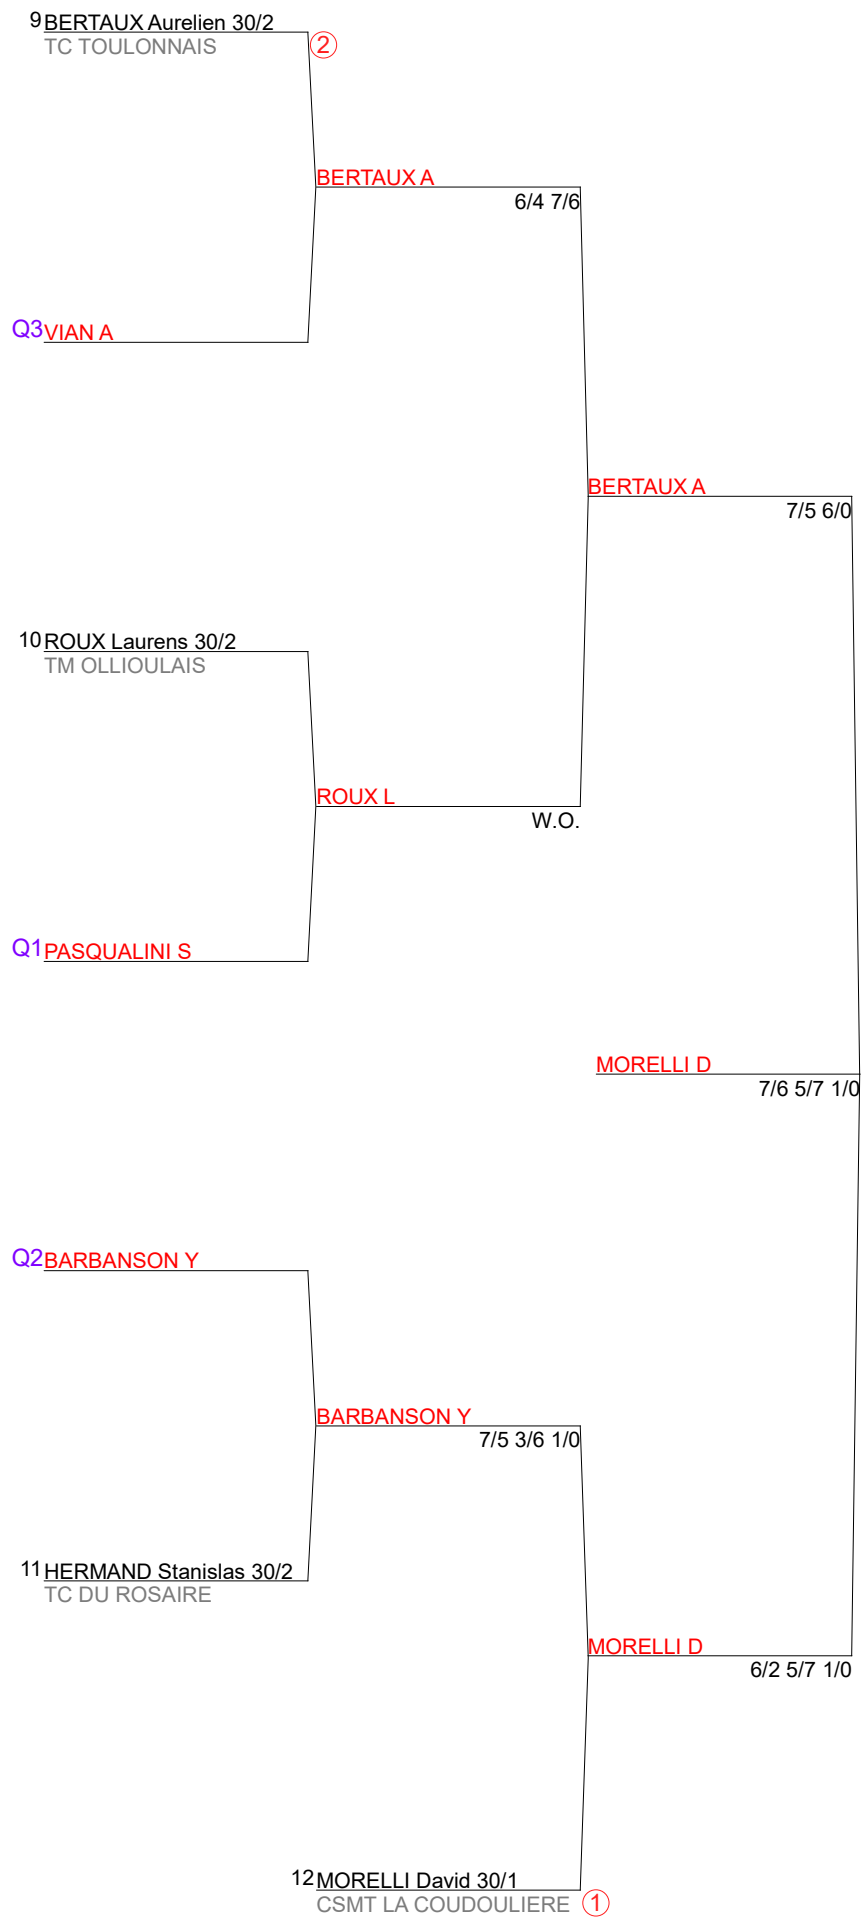 9 BERTAUX Aurelien 30/2
TC TOULONNAIS
2
BERTAUX A
6/4 7/6
Q3 VIAN A
BERTAUX A
7/5 6/0
10 ROUX Laurens 30/2
TM OLLIOULAIS
ROUX L
W.O.
Q1 PASQUALINI S
MORELLI D
7/6 5/7 1/0
Q2 BARBANSON Y
BARBANSON Y
7/5 3/6 1/0
11 HERMAND Stanislas 30/2
TC DU ROSAIRE
MORELLI D
6/2 5/7 1/0
12 MORELLI David 30/1
CSMT LA COUDOULIERE 1